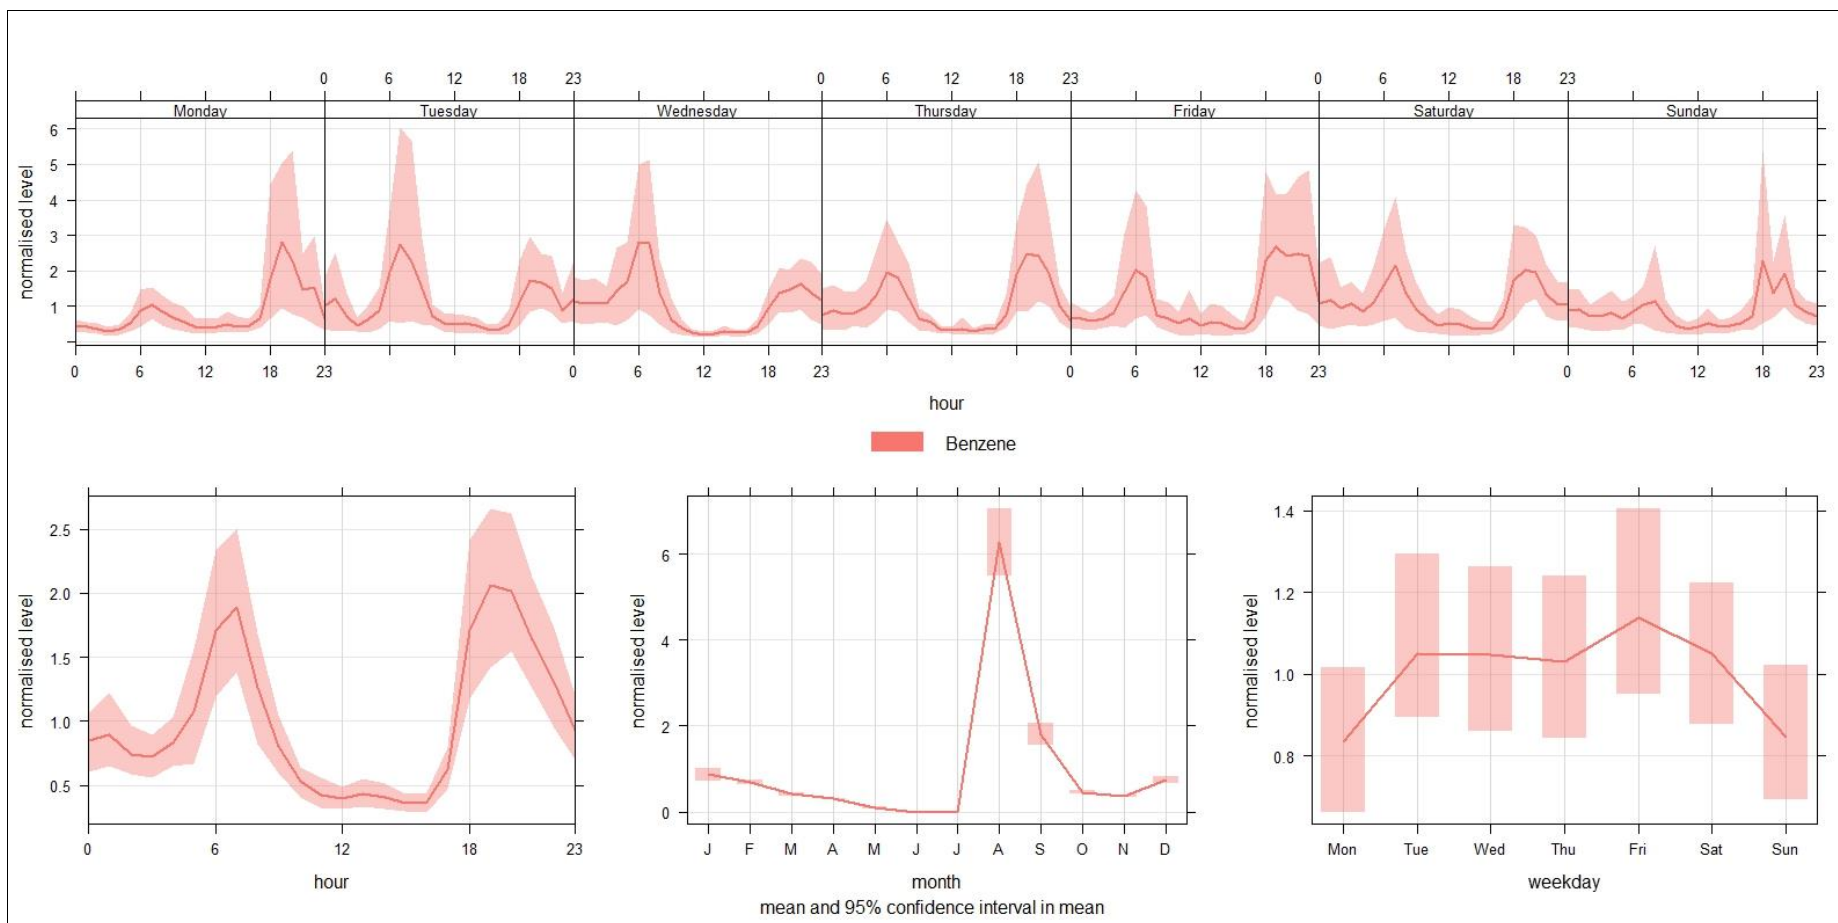 0 6 12 18 23 0 6 12 18 23 0 6 12 18 23
Monday Tuesday Wednesday Thursday Friday Saturday Sunday
normalised level
6
5
4
3
2
1
0 6 12 18 23 0 6 12 18 23 0 6 12 18 23 0 6 12 18 23
hour
Benzene
normalised level
2.5
2.0
1.5
1.0
0.5
0 6 12 18 23
hour
normalised level
6
4
2
0
J F M A M J J A S O N D
month
normalised level
1.4
1.2
1.0
0.8
Mon Tue Wed Thu Fri Sat Sun
weekday
mean and 95% confidence interval in mean